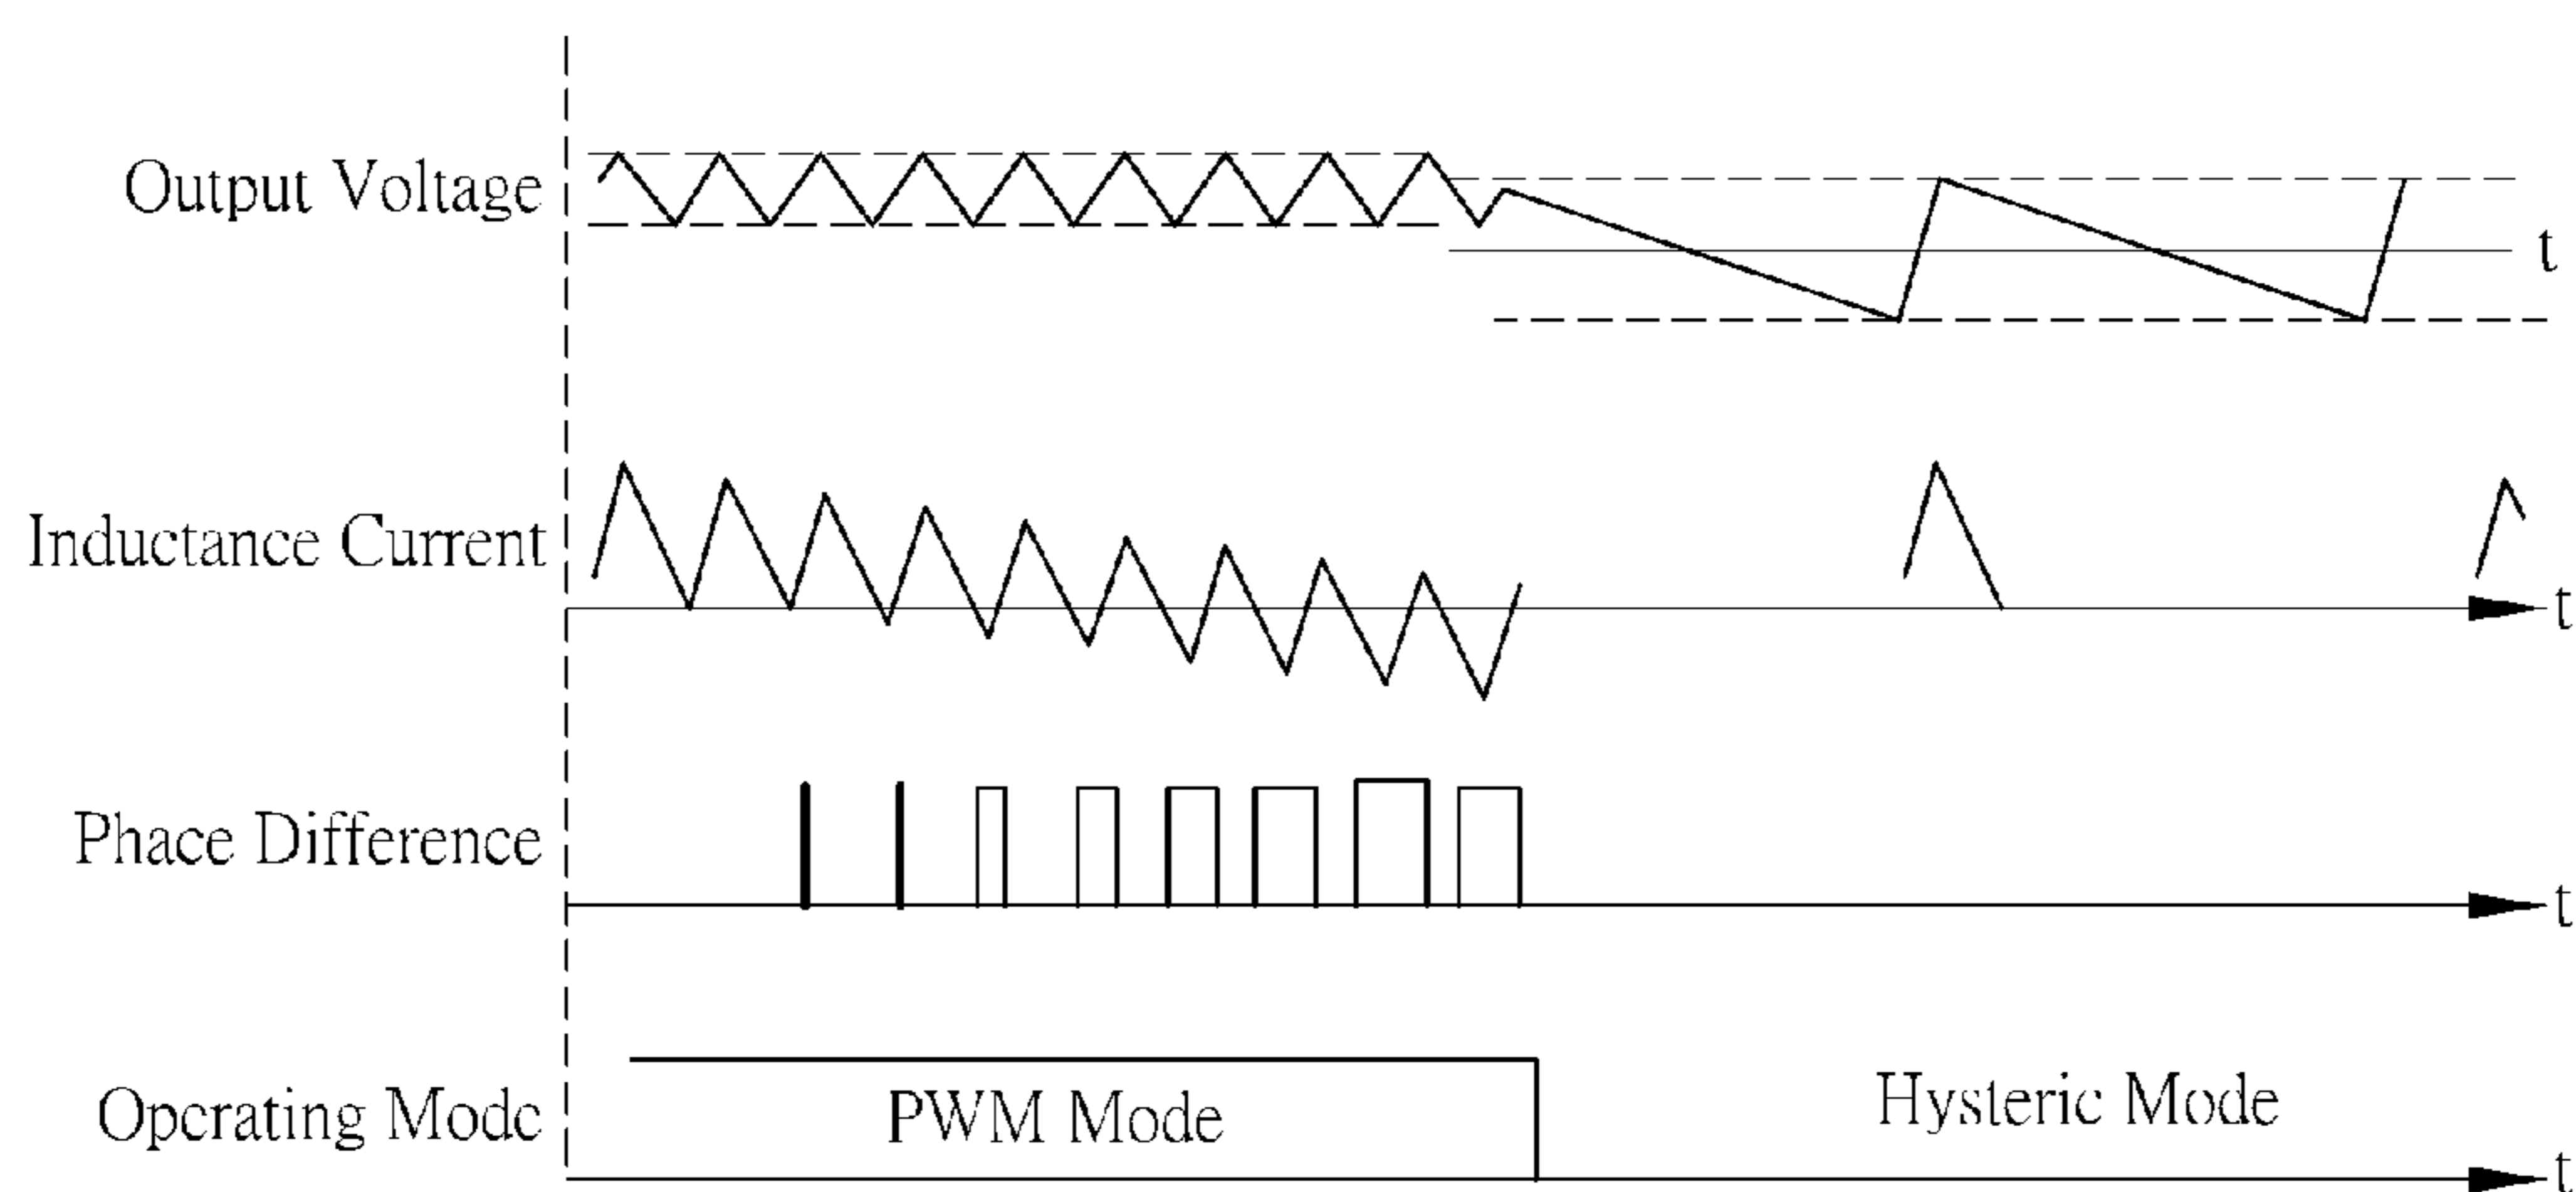 Output Voltage
t
Inductance Current
t
Phace Difference
t
Operating Mode
PWM Mode
Hysteric Mode
t